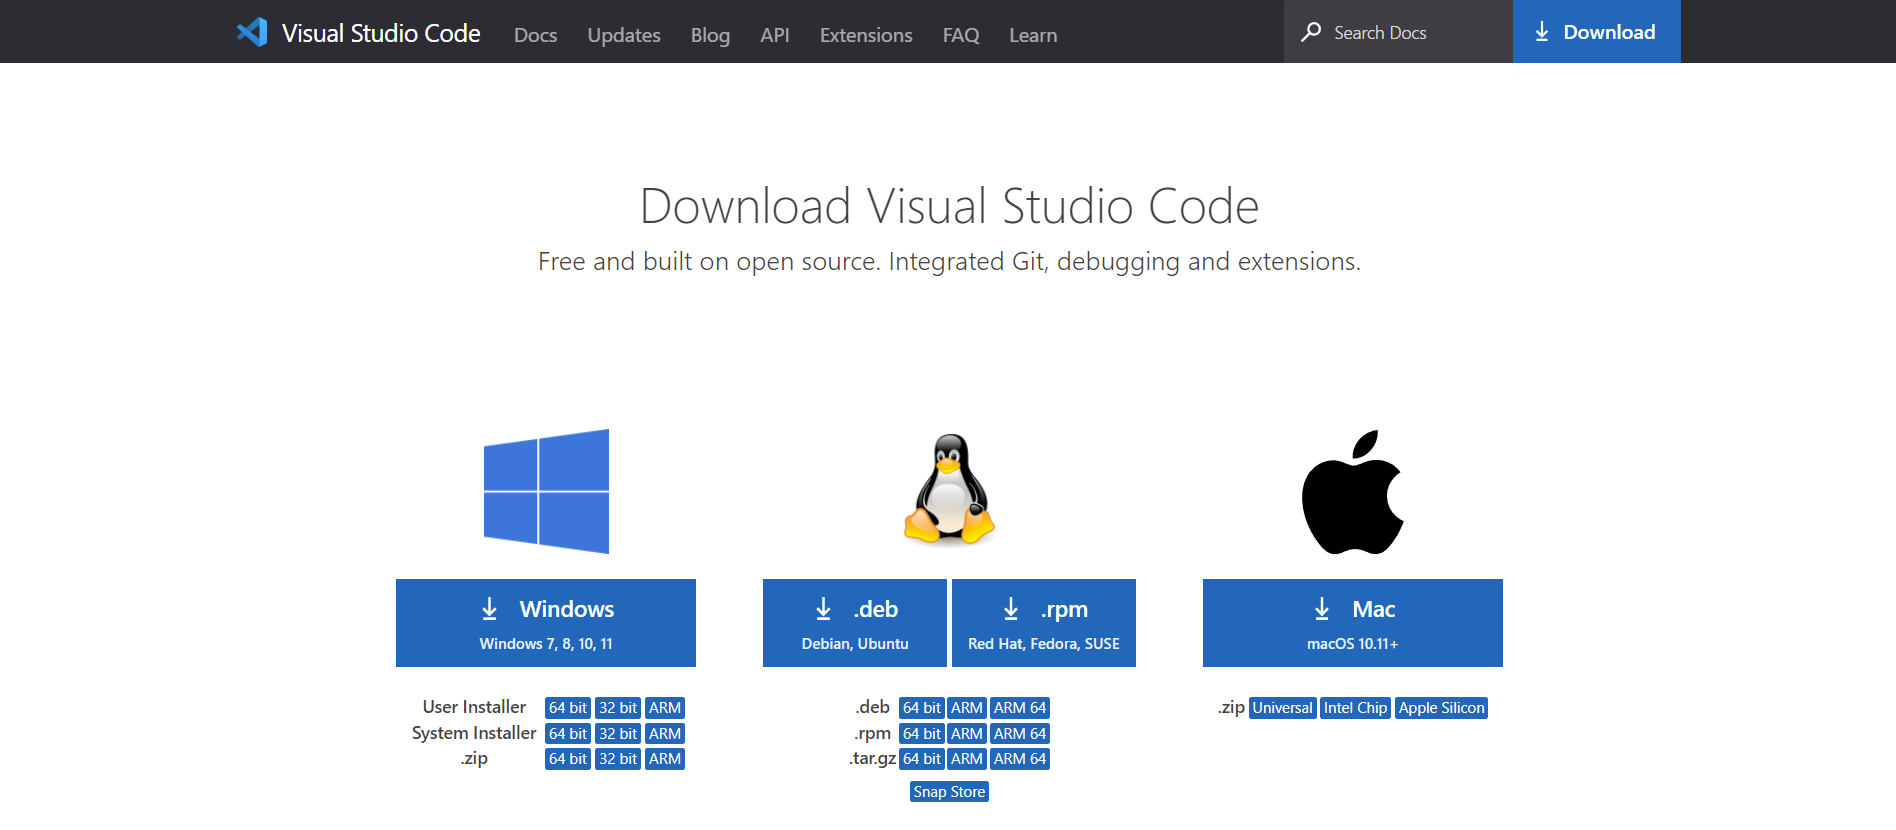 Visual Studio Code Docs Updates Blog API Extensions FAQ Learn Search Docs Download
Download Visual Studio Code
Free and built on open source. Integrated Git, debugging and extensions.
Windows
Windows 7, 8, 10, 11
User Installer 64 bit 32 bit ARM
System Installer 64 bit 32 bit ARM
.zip 64 bit 32 bit ARM
.deb
Debian, Ubuntu
.rpm
Red Hat, Fedora, SUSE
.deb 64 bit ARM ARM 64
.rpm 64 bit ARM ARM 64
.tar.gz 64 bit ARM ARM 64
Snap Store
Mac
macOS 10.11+
.zip Universal Intel Chip Apple Silicon